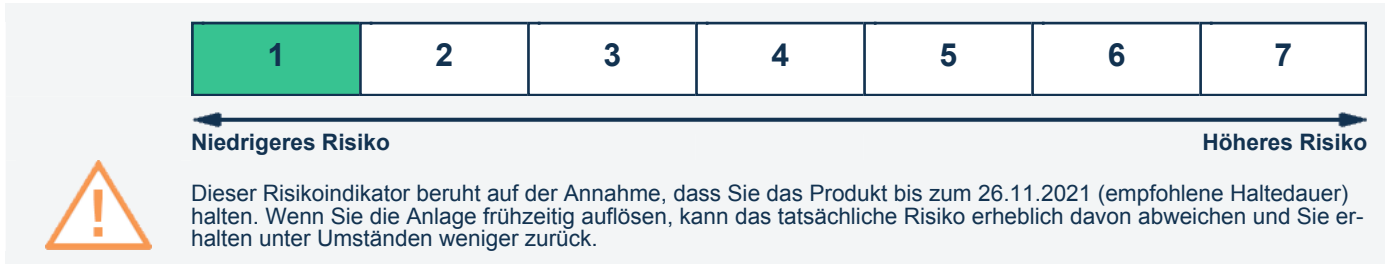 1 2 3 4 5 6 7
Niedrigeres Risiko Höheres Risiko
Dieser Risikoindikator beruht auf der Annahme, dass Sie das Produkt bis zum 26.11.2021 (empfohlene Haltedauer)
halten. Wenn Sie die Anlage frühzeitig auflösen, kann das tatsächliche Risiko erheblich davon abweichen und Sie er-
halten unter Umständen weniger zurück.